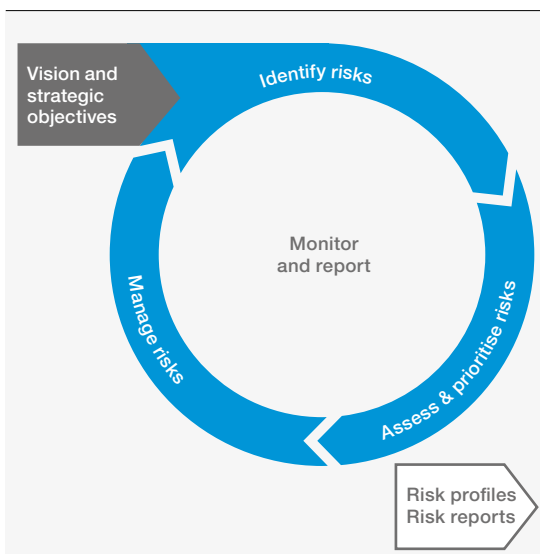 Vision and
strategic
objectives
Identify risks
Monitor
and report
Manage risks
Assess & prioritise risks
Risk profiles
Risk reports